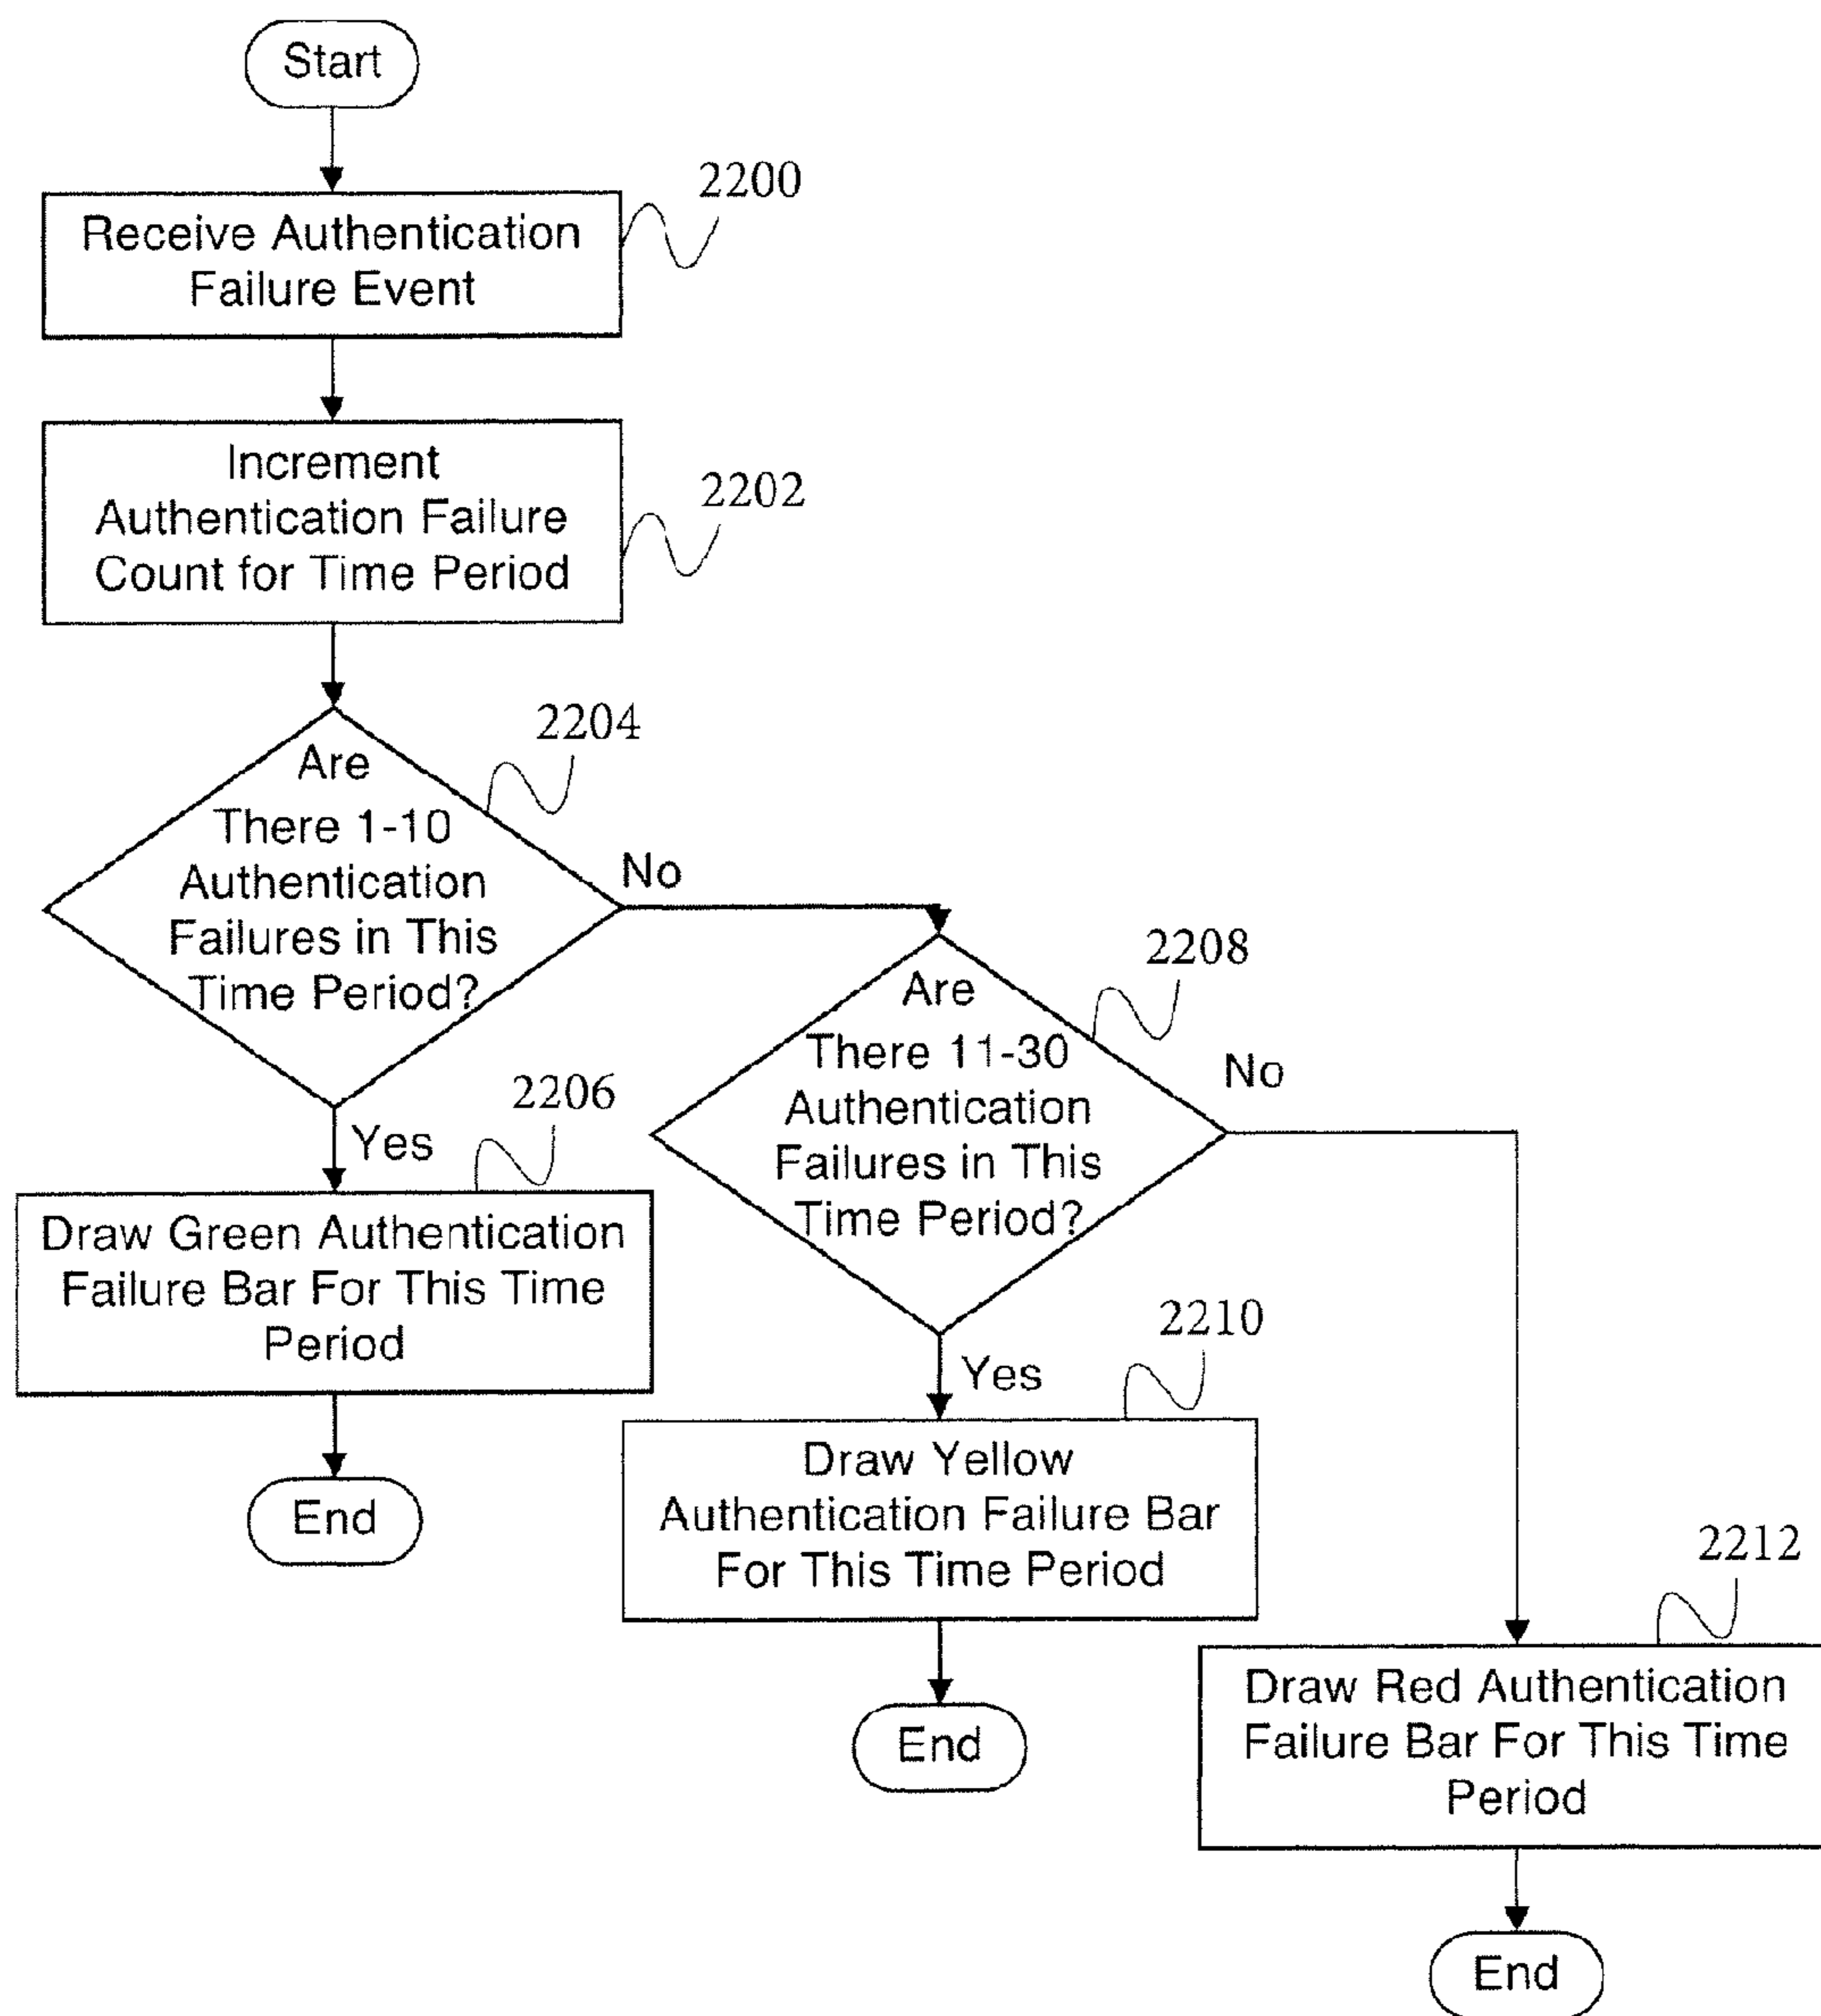 Start
2200
Receive Authentication
Failure Event
2202
Increment
Authentication Failure
Count for Time Period
2204
Are
There 1-10
Authentication
Failures in This
Time Period?
No
Yes
2206
Draw Green Authentication
Failure Bar For This Time
Period
End
2208
Are
There 11-30
Authentication
Failures in This
Time Period?
No
Yes
2210
Draw Yellow
Authentication Failure Bar
For This Time Period
End
2212
Draw Red Authentication
Failure Bar For This Time
Period
End